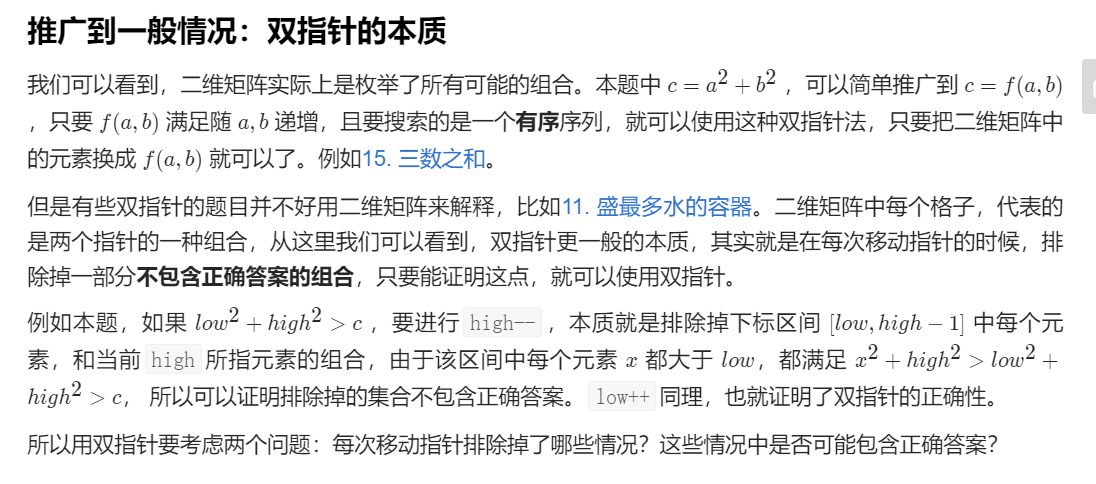 推广到一般情况：双指针的本质
我们可以看到，二维矩阵实际上是枚举了所有可能的组合。本题中 c = a² + b² ，可以简单推广到 c = f(a, b)
，只要 f(a, b) 满足随 a, b 递增，且要搜索的是一个有序序列，就可以使用这种双指针法，只要把二维矩阵中
的元素换成 f(a, b) 就可以了。例如15. 三数之和。
但是有些双指针的题目并不好用二维矩阵来解释，比如11. 盛最多水的容器。二维矩阵中每个格子，代表的
是两个指针的一种组合，从这里我们可以看到，双指针更一般的本质，其实就是在每次移动指针的时候，排
除掉一部分不包含正确答案的组合，只要能证明这点，就可以使用双指针。
例如本题，如果 low² + high² > c ，要进行 high-- ，本质就是排除掉下标区间 [low, high − 1] 中每个元
素，和当前 high 所指元素的组合，由于该区间中每个元素 x 都大于 low，都满足 x² + high² > low² +
high² > c， 所以可以证明排除掉的集合不包含正确答案。 low++ 同理，也就证明了双指针的正确性。
所以用双指针要考虑两个问题：每次移动指针排除掉了哪些情况？这些情况中是否可能包含正确答案？